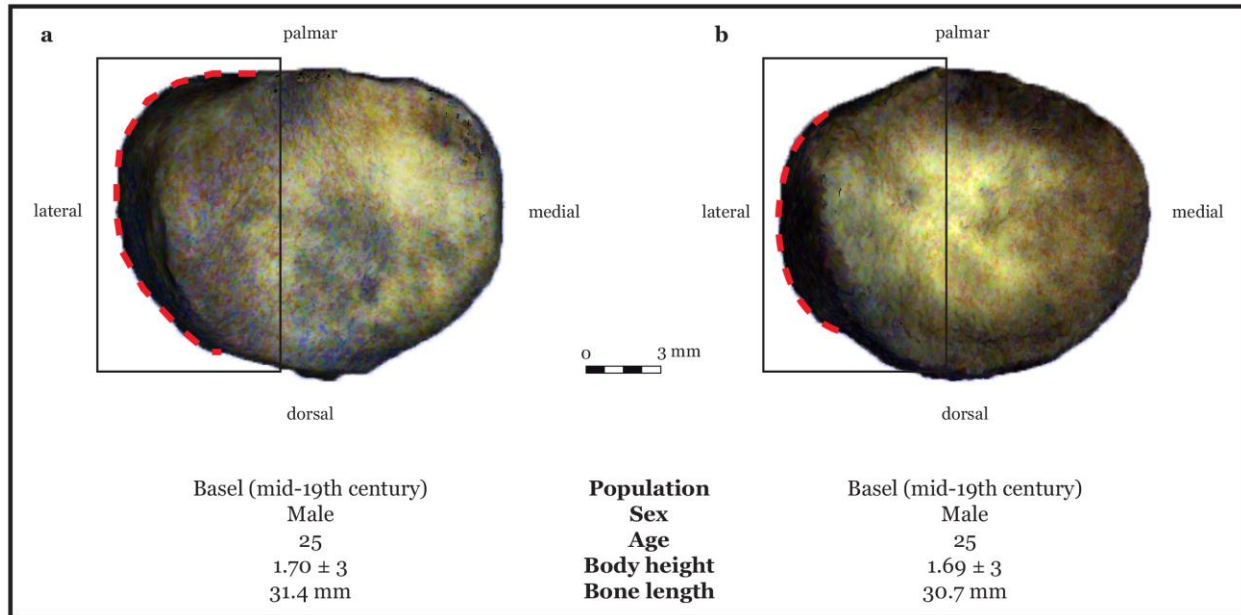 a
palmar
b
palmar
lateral
medial
lateral
medial
0 3 mm
dorsal
dorsal
Basel (mid-19th century) Population Basel (mid-19th century)
Male Sex Male
25 Age 25
1.70 ± 3 Body height 1.69 ± 3
31.4 mm Bone length 30.7 mm